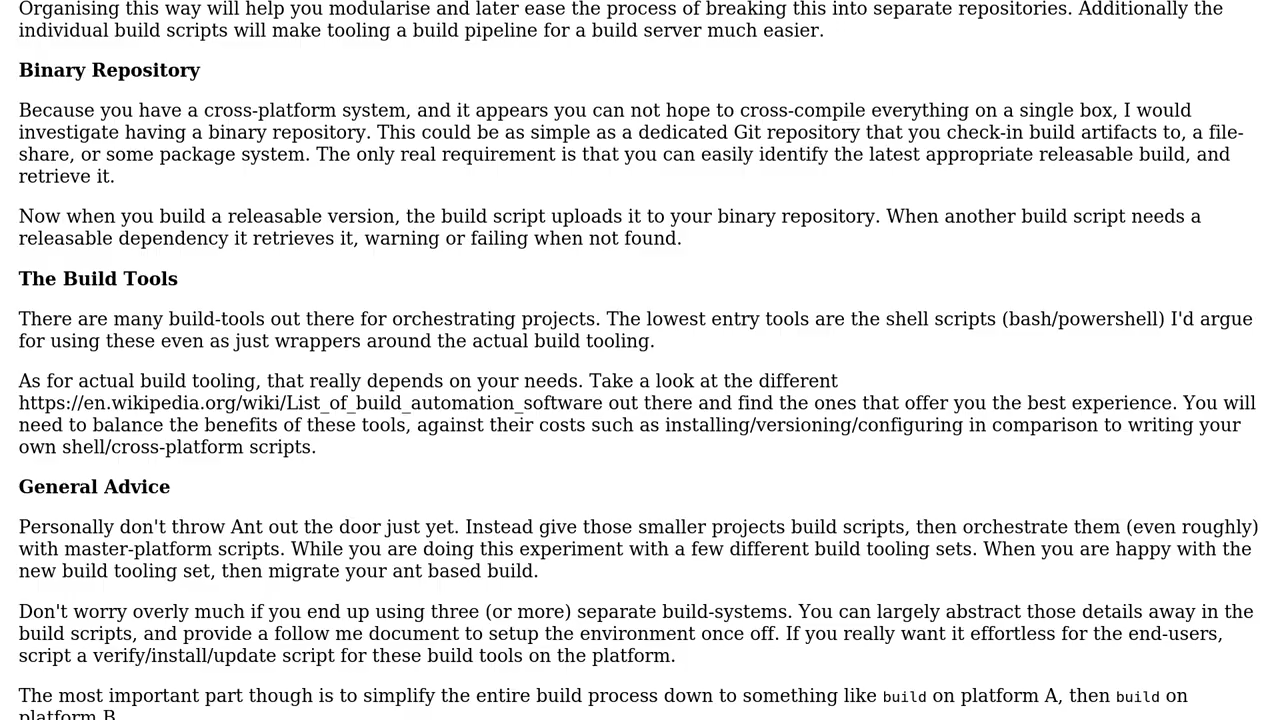 Organising this way will help you modularise and later ease the process of breaking this into separate repositories. Additionally the
individual build scripts will make tooling a build pipeline for a build server much easier.
Binary Repository
Because you have a cross-platform system, and it appears you can not hope to cross-compile everything on a single box, I would
investigate having a binary repository. This could be as simple as a dedicated Git repository that you check-in build artifacts to, a file-
share, or some package system. The only real requirement is that you can easily identify the latest appropriate releasable build, and
retrieve it.
Now when you build a releasable version, the build script uploads it to your binary repository. When another build script needs a
releasable dependency it retrieves it, warning or failing when not found.
The Build Tools
There are many build-tools out there for orchestrating projects. The lowest entry tools are the shell scripts (bash/powershell) I'd argue
for using these even as just wrappers around the actual build tooling.
As for actual build tooling, that really depends on your needs. Take a look at the different
https://en.wikipedia.org/wiki/List_of_build_automation_software out there and find the ones that offer you the best experience. You will
need to balance the benefits of these tools, against their costs such as installing/versioning/configuring in comparison to writing your
own shell/cross-platform scripts.
General Advice
Personally don't throw Ant out the door just yet. Instead give those smaller projects build scripts, then orchestrate them (even roughly)
with master-platform scripts. While you are doing this experiment with a few different build tooling sets. When you are happy with the
new build tooling set, then migrate your ant based build.
Don't worry overly much if you end up using three (or more) separate build-systems. You can largely abstract those details away in the
build scripts, and provide a follow me document to setup the environment once off. If you really want it effortless for the end-users,
script a verify/install/update script for these build tools on the platform.
The most important part though is to simplify the entire build process down to something like build on platform A, then build on
platform B.